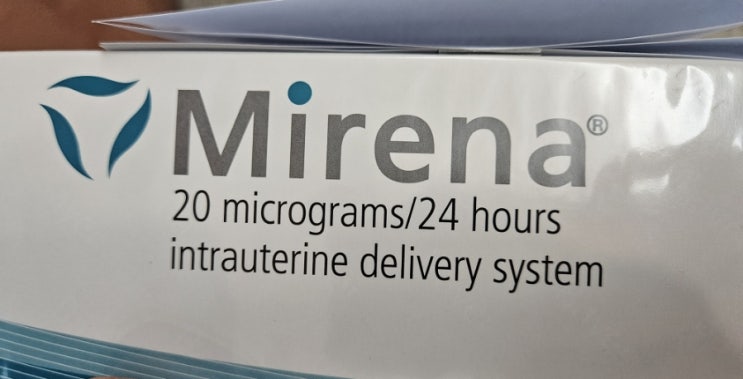 Mirena®
20 micrograms/24 hours
intrauterine delivery system